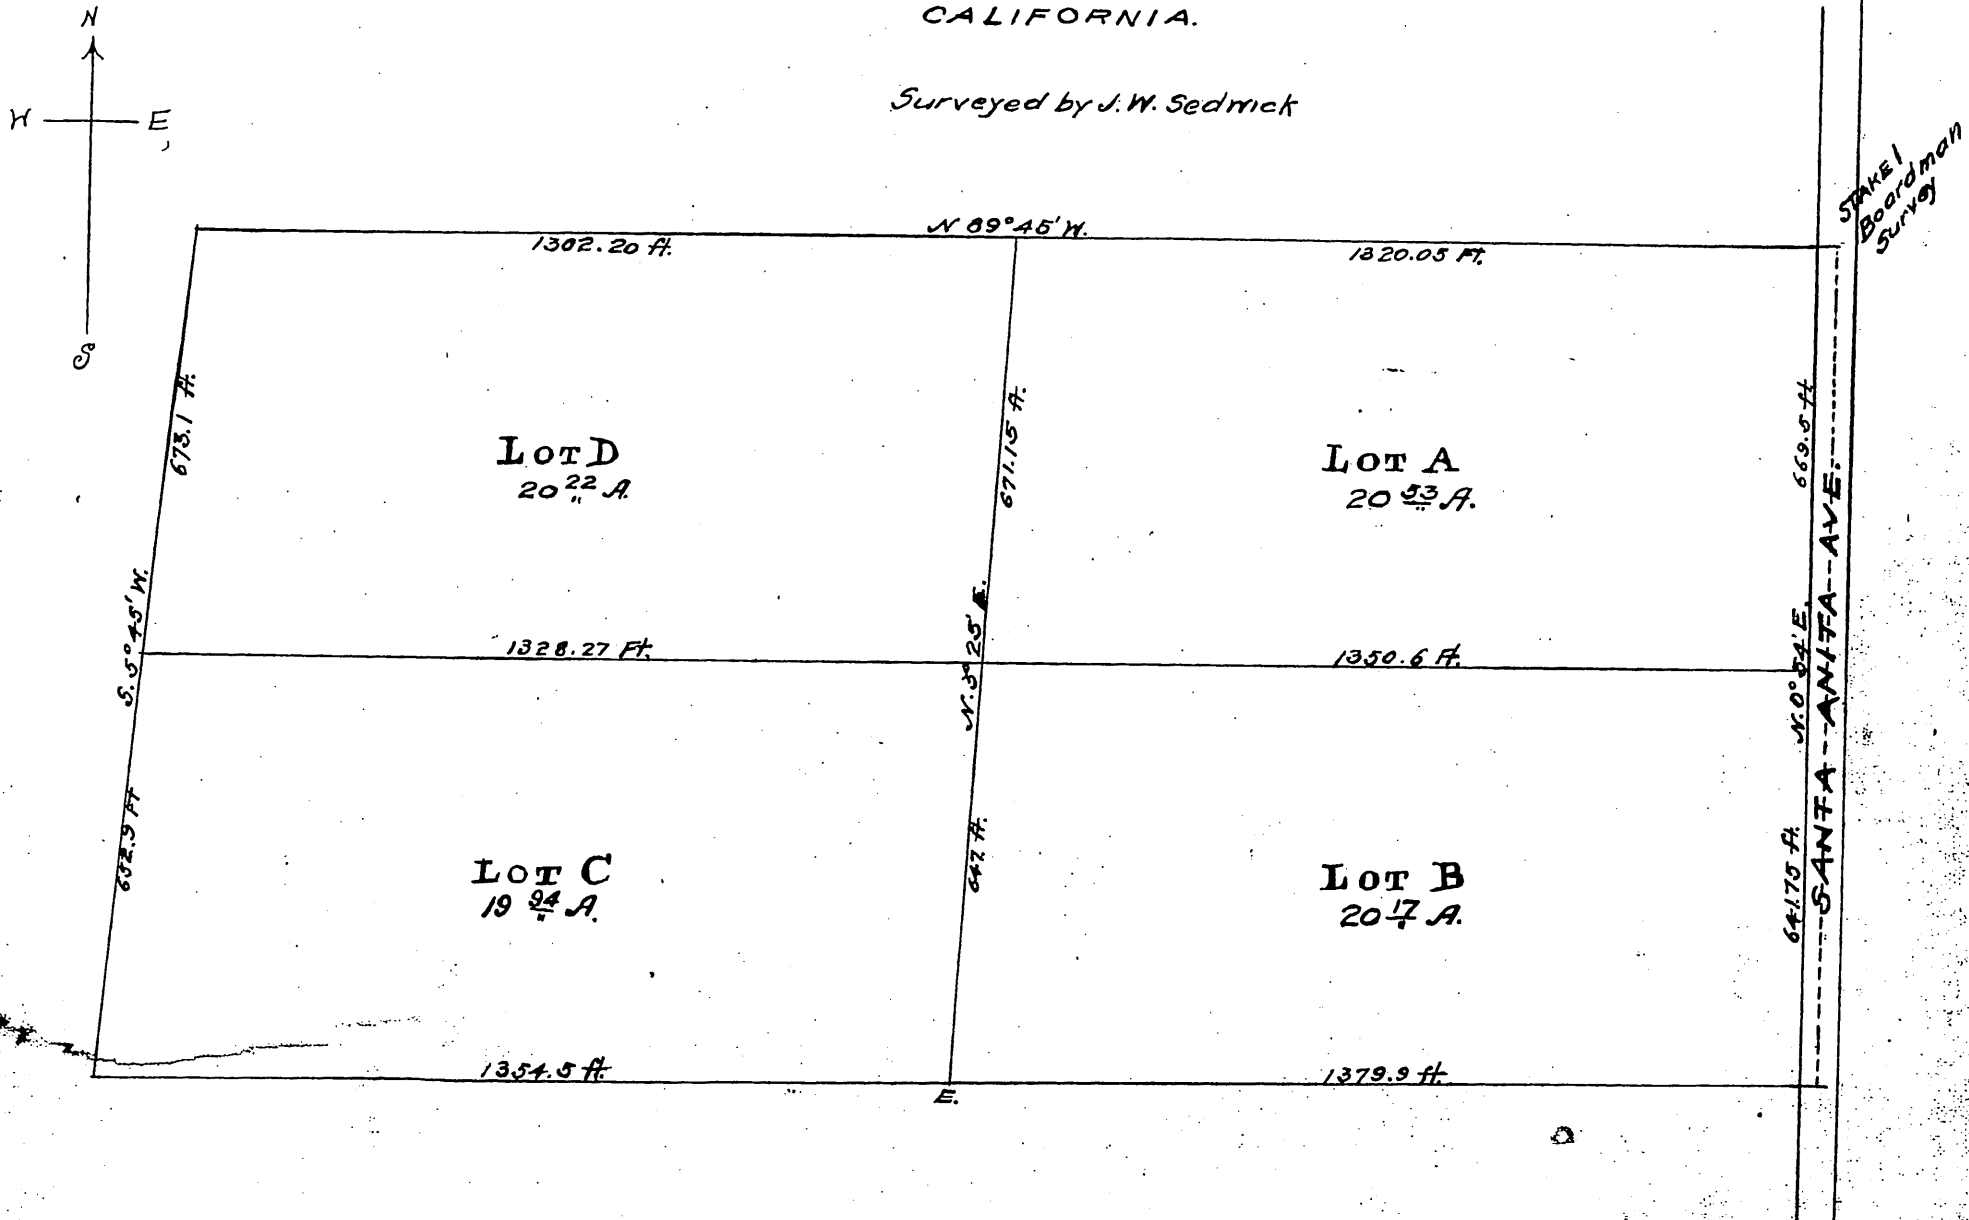 CALIFORNIA.
Surveyed by J. W. Sedwick
N
W E
S
STAKE 1
Boardman
Survey
N 89° 45' W.
1302.20 ft.
1320.05 Ft.
673.1 ft.
671.15 ft.
669.5 ft
LOT D
20 22/" A.
LOT A
20 53/" A.
S. 5° 45' W.
N. 3° 25' E.
N. 0° 54' E.
SANTA ANITA AVE.
1328.27 Ft.
1350.6 Ft.
652.9 FT
647. ft.
641.75 ft.
LOT C
19 94/" A.
LOT B
20 17/" A.
1354.5 ft.
1379.9 ft.
E.